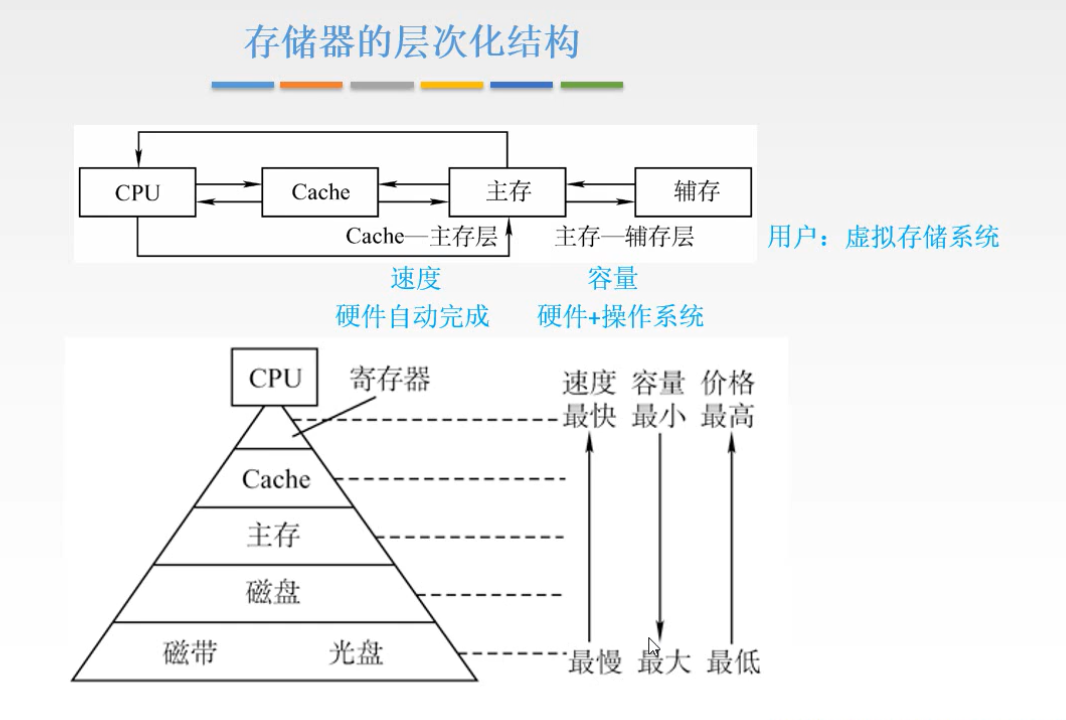 存储器的层次化结构
CPU
Cache
主存
辅存
Cache—主存层
主存—辅存层
用户：虚拟存储系统
速度
容量
硬件自动完成
硬件+操作系统
CPU
寄存器
速度 容量 价格
最快 最小 最高
Cache
主存
磁盘
磁带
光盘
最慢 最大 最低